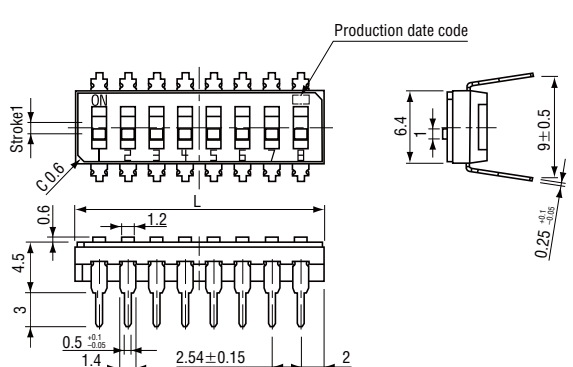 Production date code
ON
1 2 3 4 5 6 7 8
Stroke1
C 0.6
6.4
1
9±0.5
0.25 +0.1 -0.05
L
0.6
1.2
4.5
3
0.5 +0.1 -0.05
1.4
2.54±0.15
2